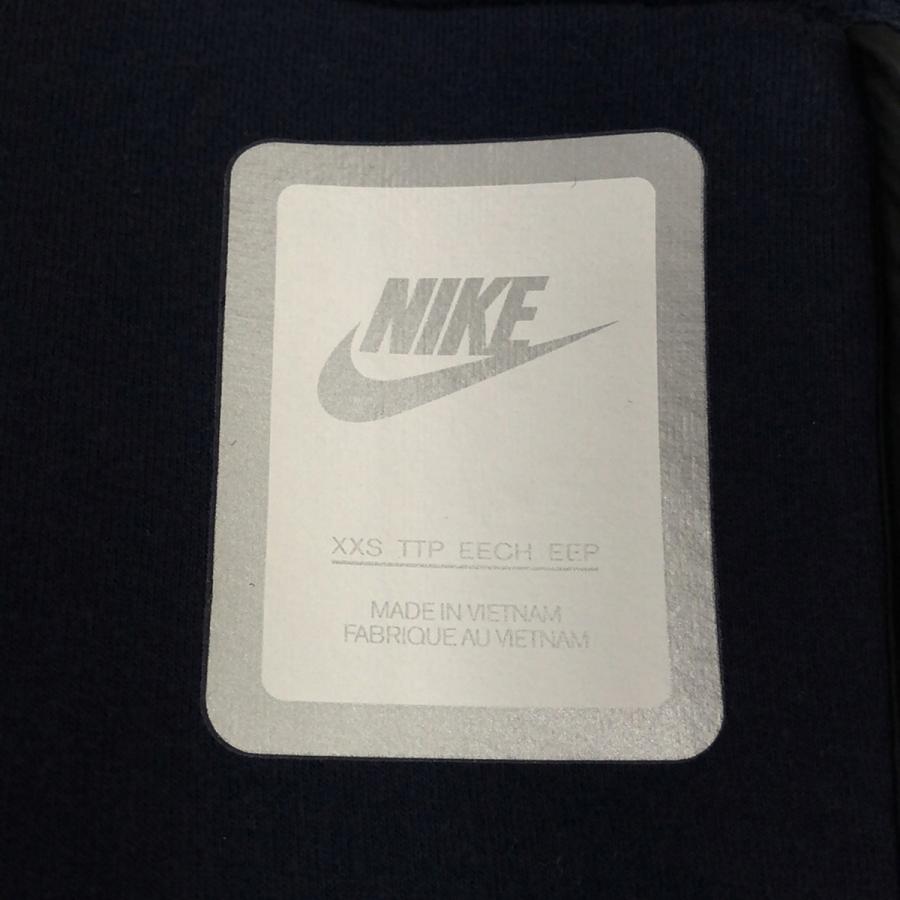 NIKE
XXS TTP EECH EEP
MADE IN VIETNAM
FABRIQUE AU VIETNAM